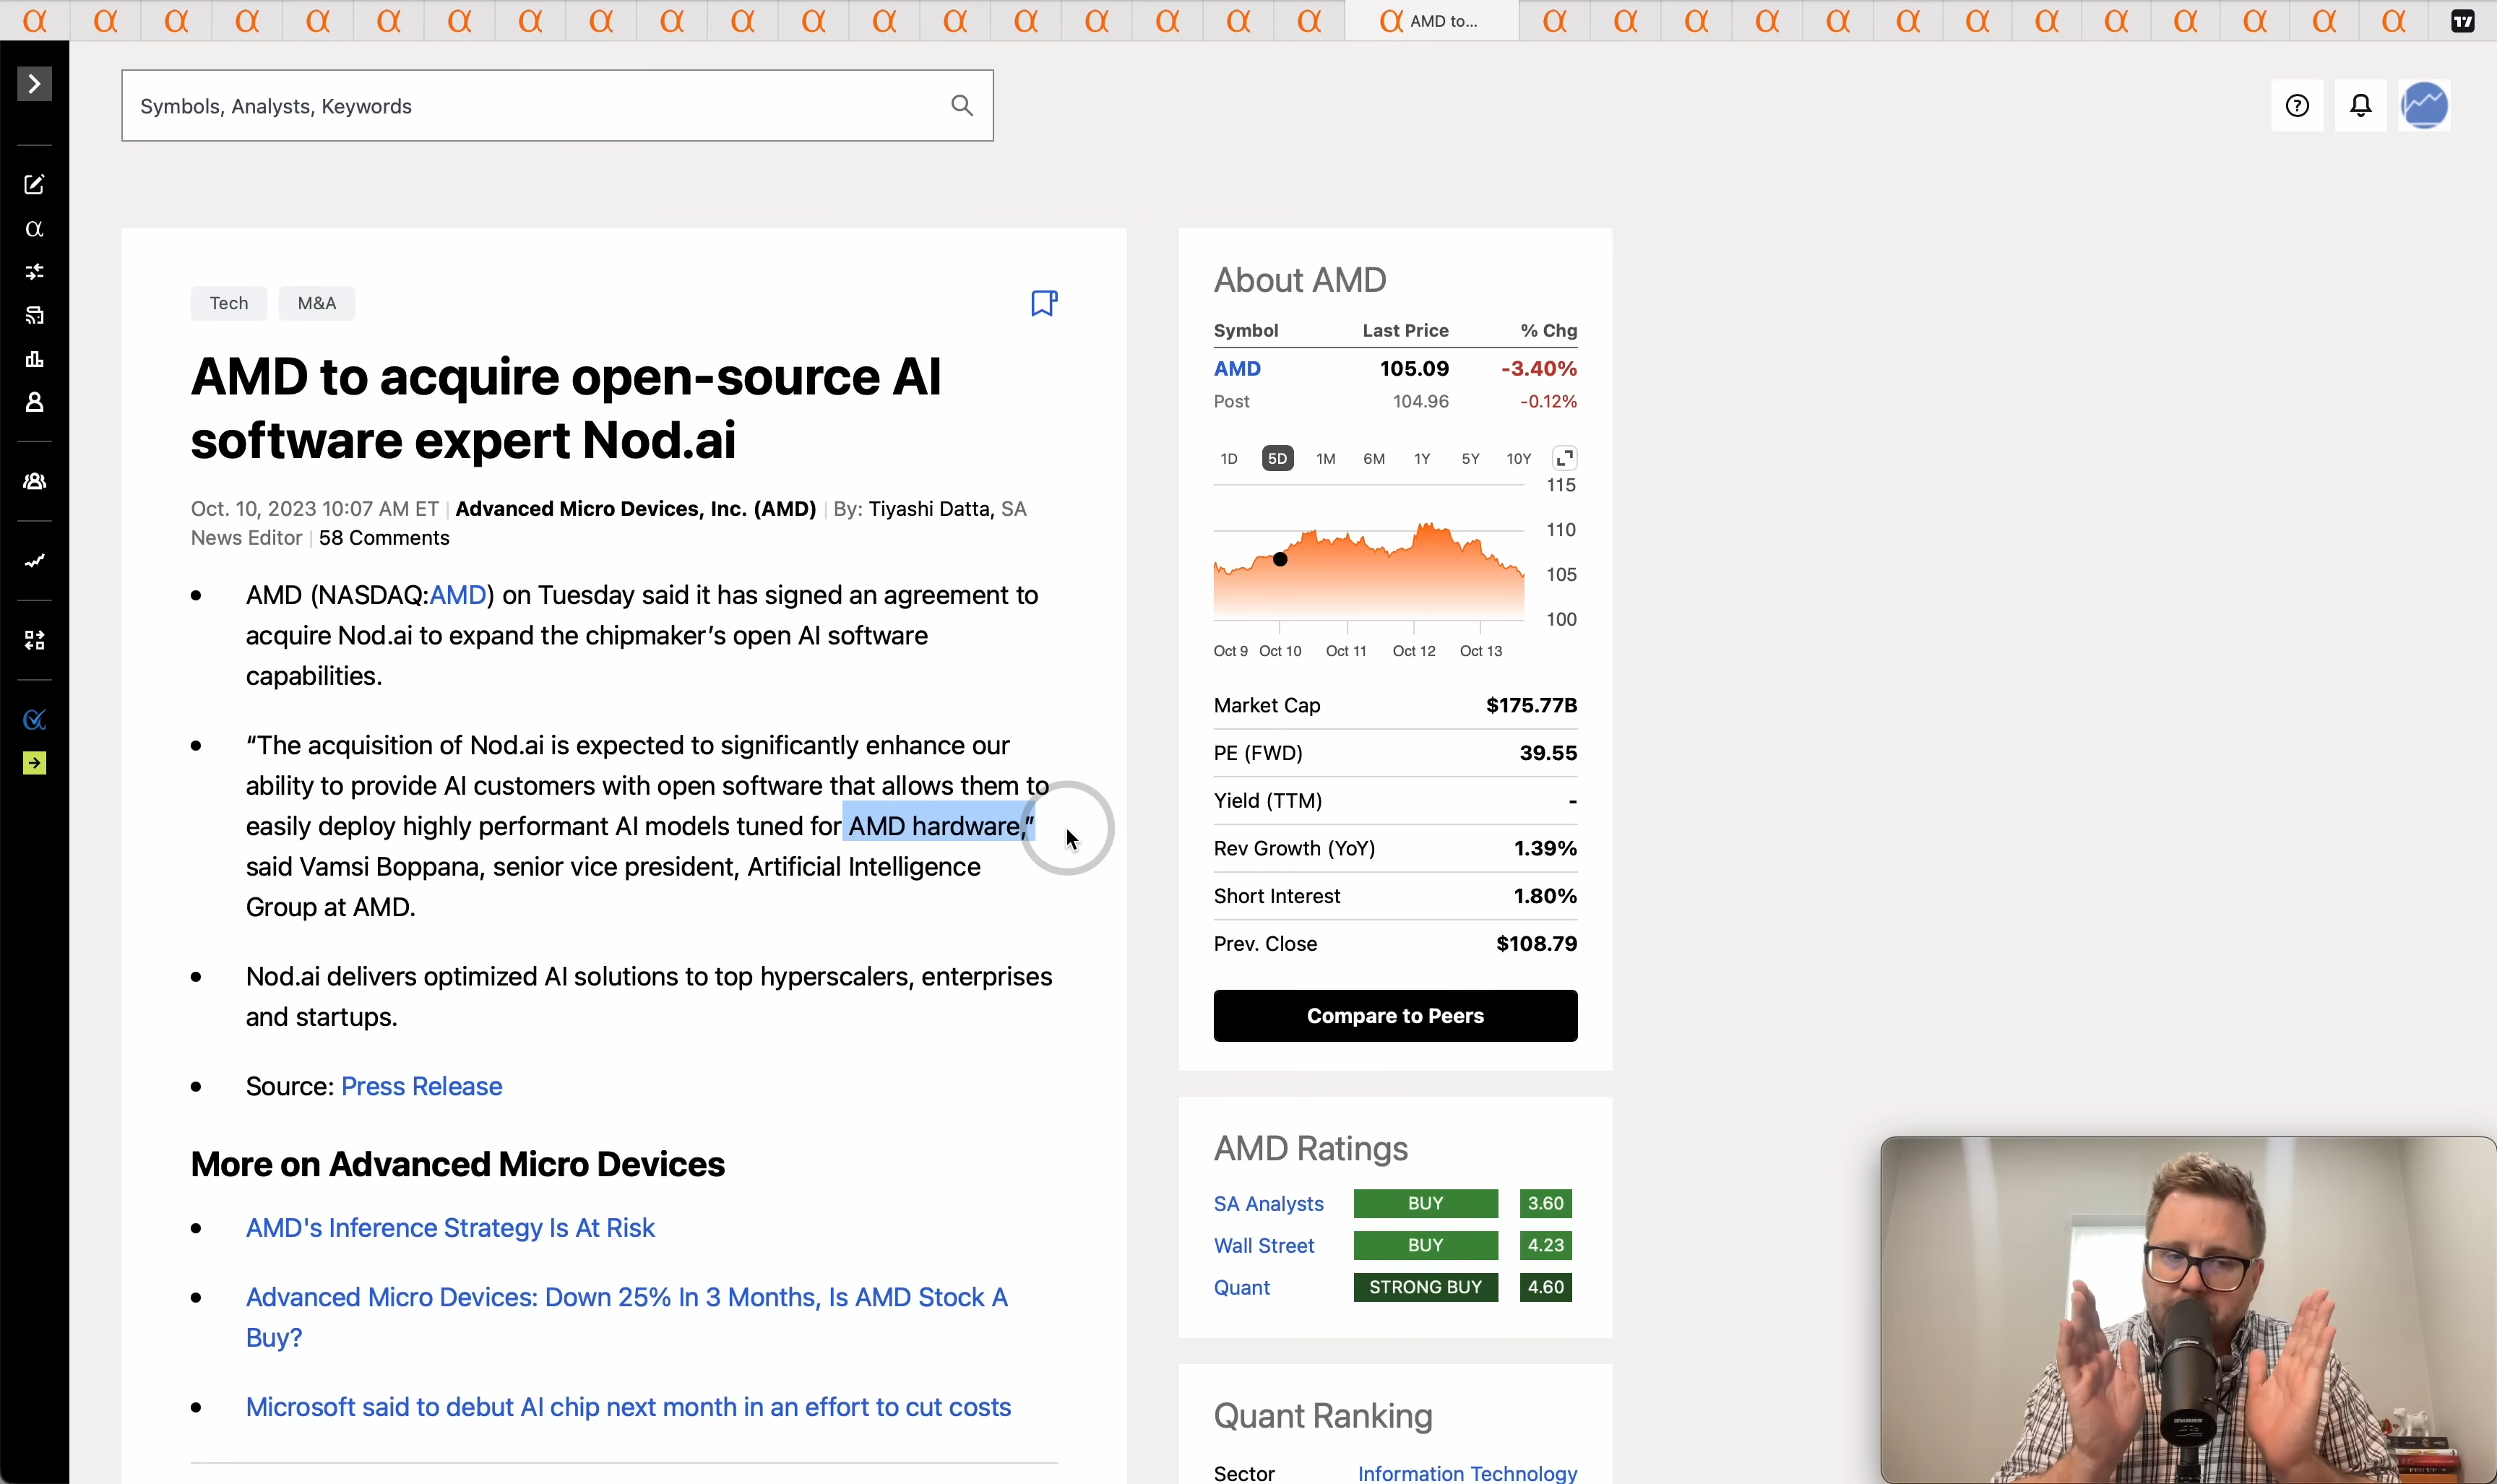 AMD to...
Symbols, Analysts, Keywords
Tech
M&A
AMD to acquire open-source AI
software expert Nod.ai
Oct. 10, 2023 10:07 AM ET | Advanced Micro Devices, Inc. (AMD) | By: Tiyashi Datta, SA
News Editor | 58 Comments
• AMD (NASDAQ:AMD) on Tuesday said it has signed an agreement to
acquire Nod.ai to expand the chipmaker's open AI software
capabilities.
• “The acquisition of Nod.ai is expected to significantly enhance our
ability to provide AI customers with open software that allows them to
easily deploy highly performant AI models tuned for AMD hardware,”
said Vamsi Boppana, senior vice president, Artificial Intelligence
Group at AMD.
• Nod.ai delivers optimized AI solutions to top hyperscalers, enterprises
and startups.
• Source: Press Release
More on Advanced Micro Devices
• AMD's Inference Strategy Is At Risk
• Advanced Micro Devices: Down 25% In 3 Months, Is AMD Stock A
Buy?
• Microsoft said to debut AI chip next month in an effort to cut costs
About AMD
Symbol Last Price % Chg
AMD 105.09 -3.40%
Post 104.96 -0.12%
1D 5D 1M 6M 1Y 5Y 10Y
115
110
105
100
Oct 9 Oct 10 Oct 11 Oct 12 Oct 13
Market Cap $175.77B
PE (FWD) 39.55
Yield (TTM) -
Rev Growth (YoY) 1.39%
Short Interest 1.80%
Prev. Close $108.79
Compare to Peers
AMD Ratings
SA Analysts BUY 3.60
Wall Street BUY 4.23
Quant STRONG BUY 4.60
Quant Ranking
Sector Information Technology